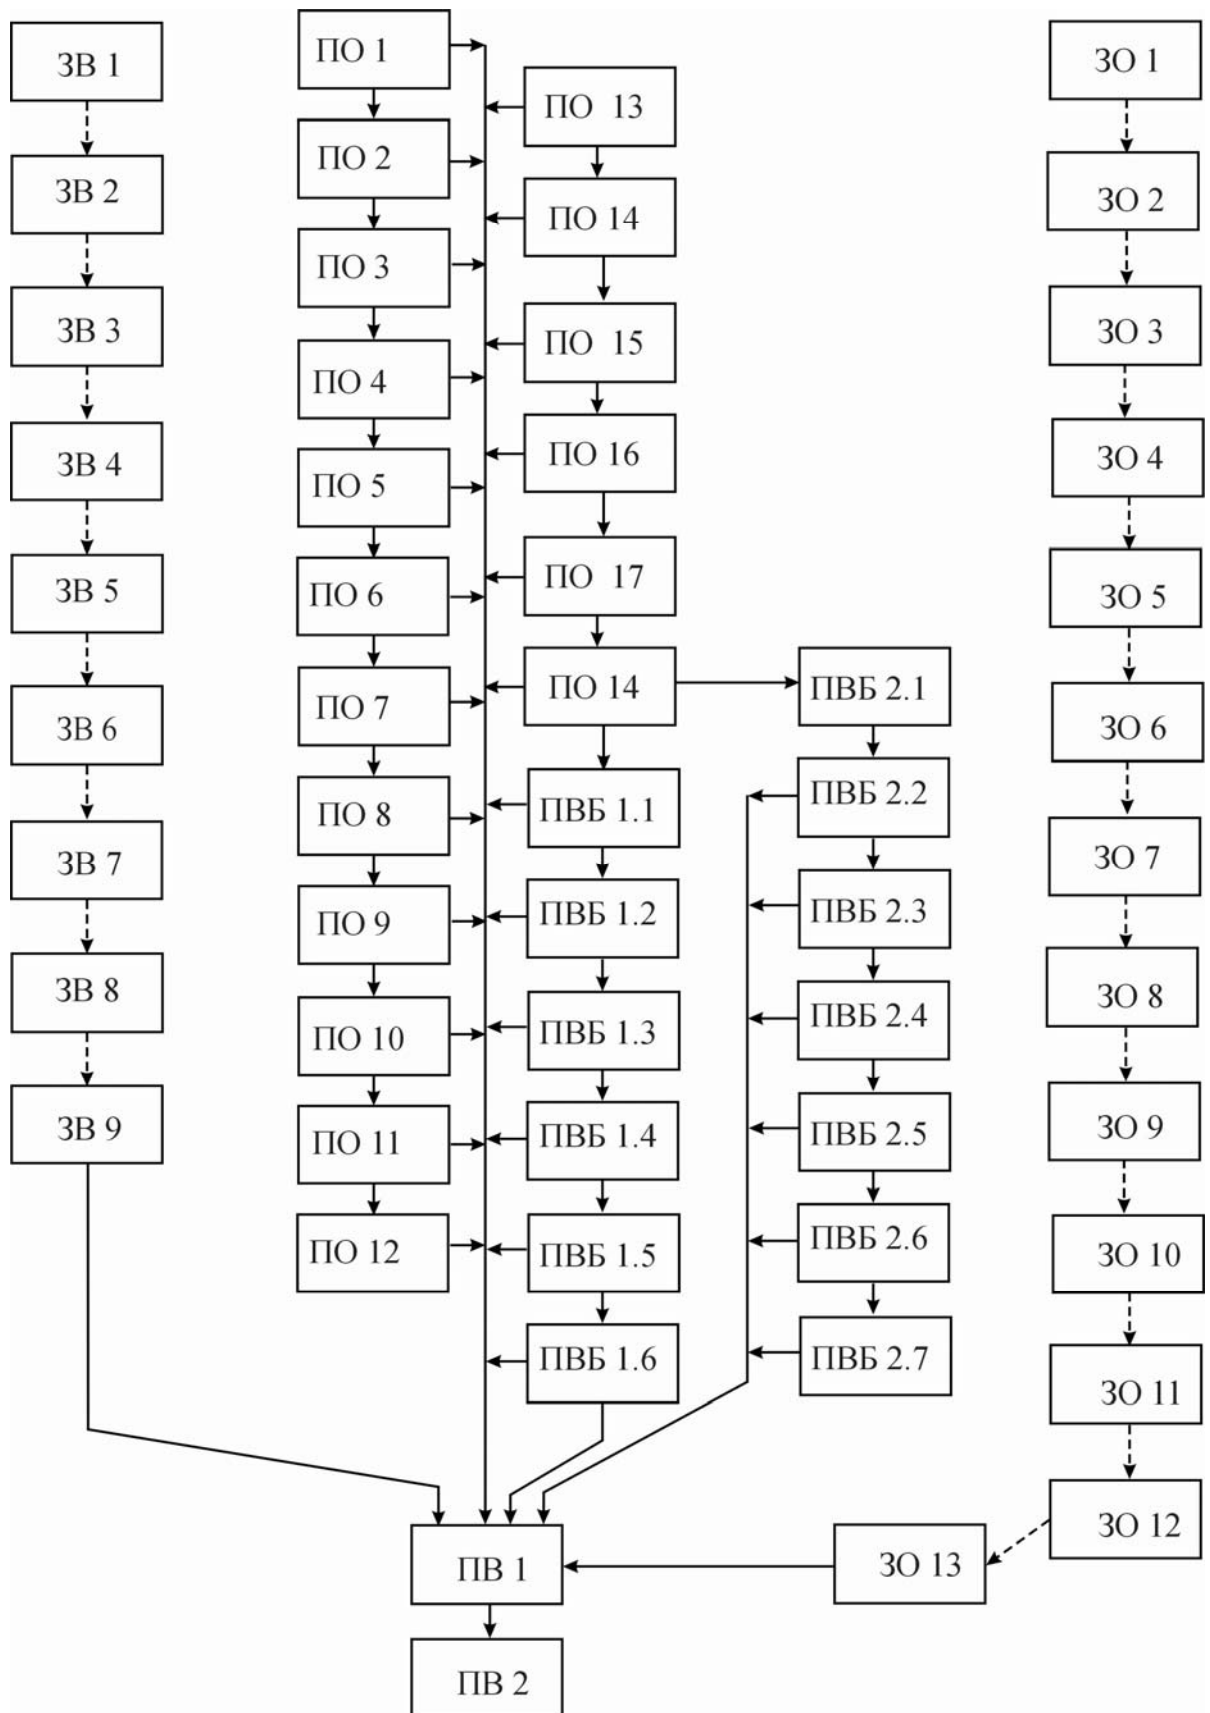 ЗВ 1
ЗВ 2
ЗВ 3
ЗВ 4
ЗВ 5
ЗВ 6
ЗВ 7
ЗВ 8
ЗВ 9
ПО 1
ПО 2
ПО 3
ПО 4
ПО 5
ПО 6
ПО 7
ПО 8
ПО 9
ПО 10
ПО 11
ПО 12
ПО 13
ПО 14
ПО 15
ПО 16
ПО 17
ПО 14
ПВБ 1.1
ПВБ 1.2
ПВБ 1.3
ПВБ 1.4
ПВБ 1.5
ПВБ 1.6
ПВБ 2.1
ПВБ 2.2
ПВБ 2.3
ПВБ 2.4
ПВБ 2.5
ПВБ 2.6
ПВБ 2.7
ЗО 1
ЗО 2
ЗО 3
ЗО 4
ЗО 5
ЗО 6
ЗО 7
ЗО 8
ЗО 9
ЗО 10
ЗО 11
ЗО 12
ЗО 13
ПВ 1
ПВ 2